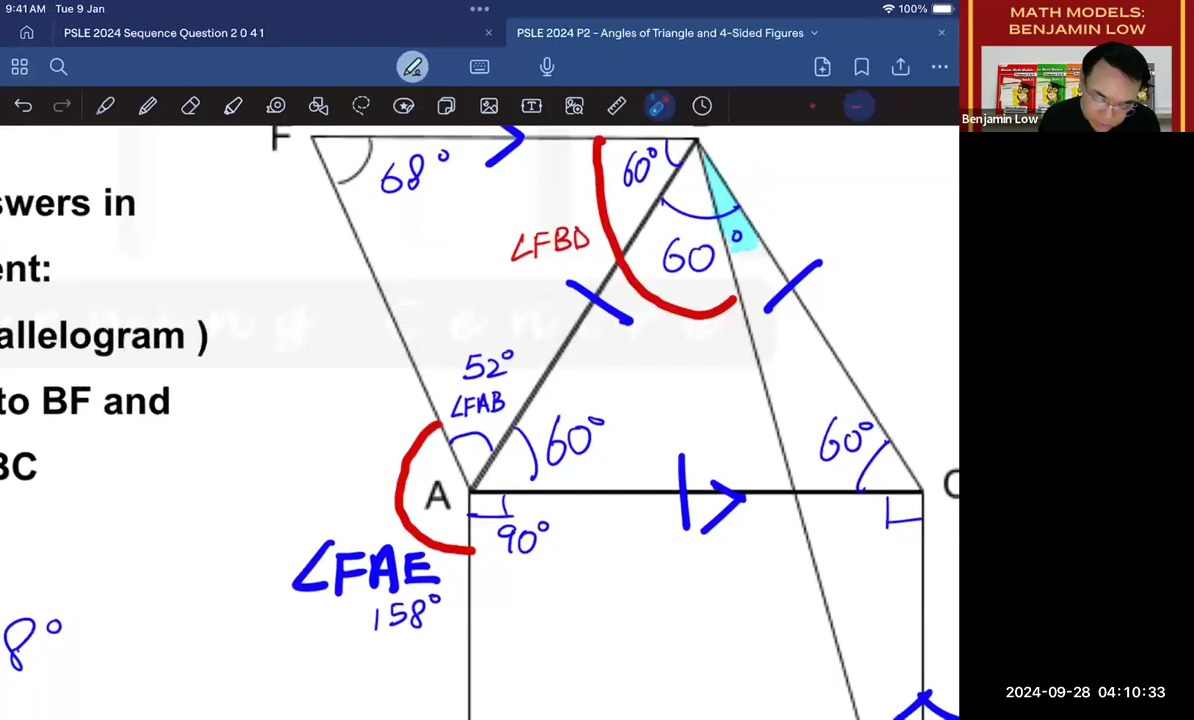 9:41 AM Tue 9 Jan
100%
PSLE 2024 Sequence Question 2 0 4 1
PSLE 2024 P2 - Angles of Triangle and 4-Sided Figures
MATH MODELS:
BENJAMIN LOW
Benjamin Low
F
68°
60°
swers in
∠FBD
60°
ent:
allelogram )
52°
∠FAB
to BF and
60°
60°
BC
A
C
90°
∠FAE
158°
8°
2024-09-28 04:10:33